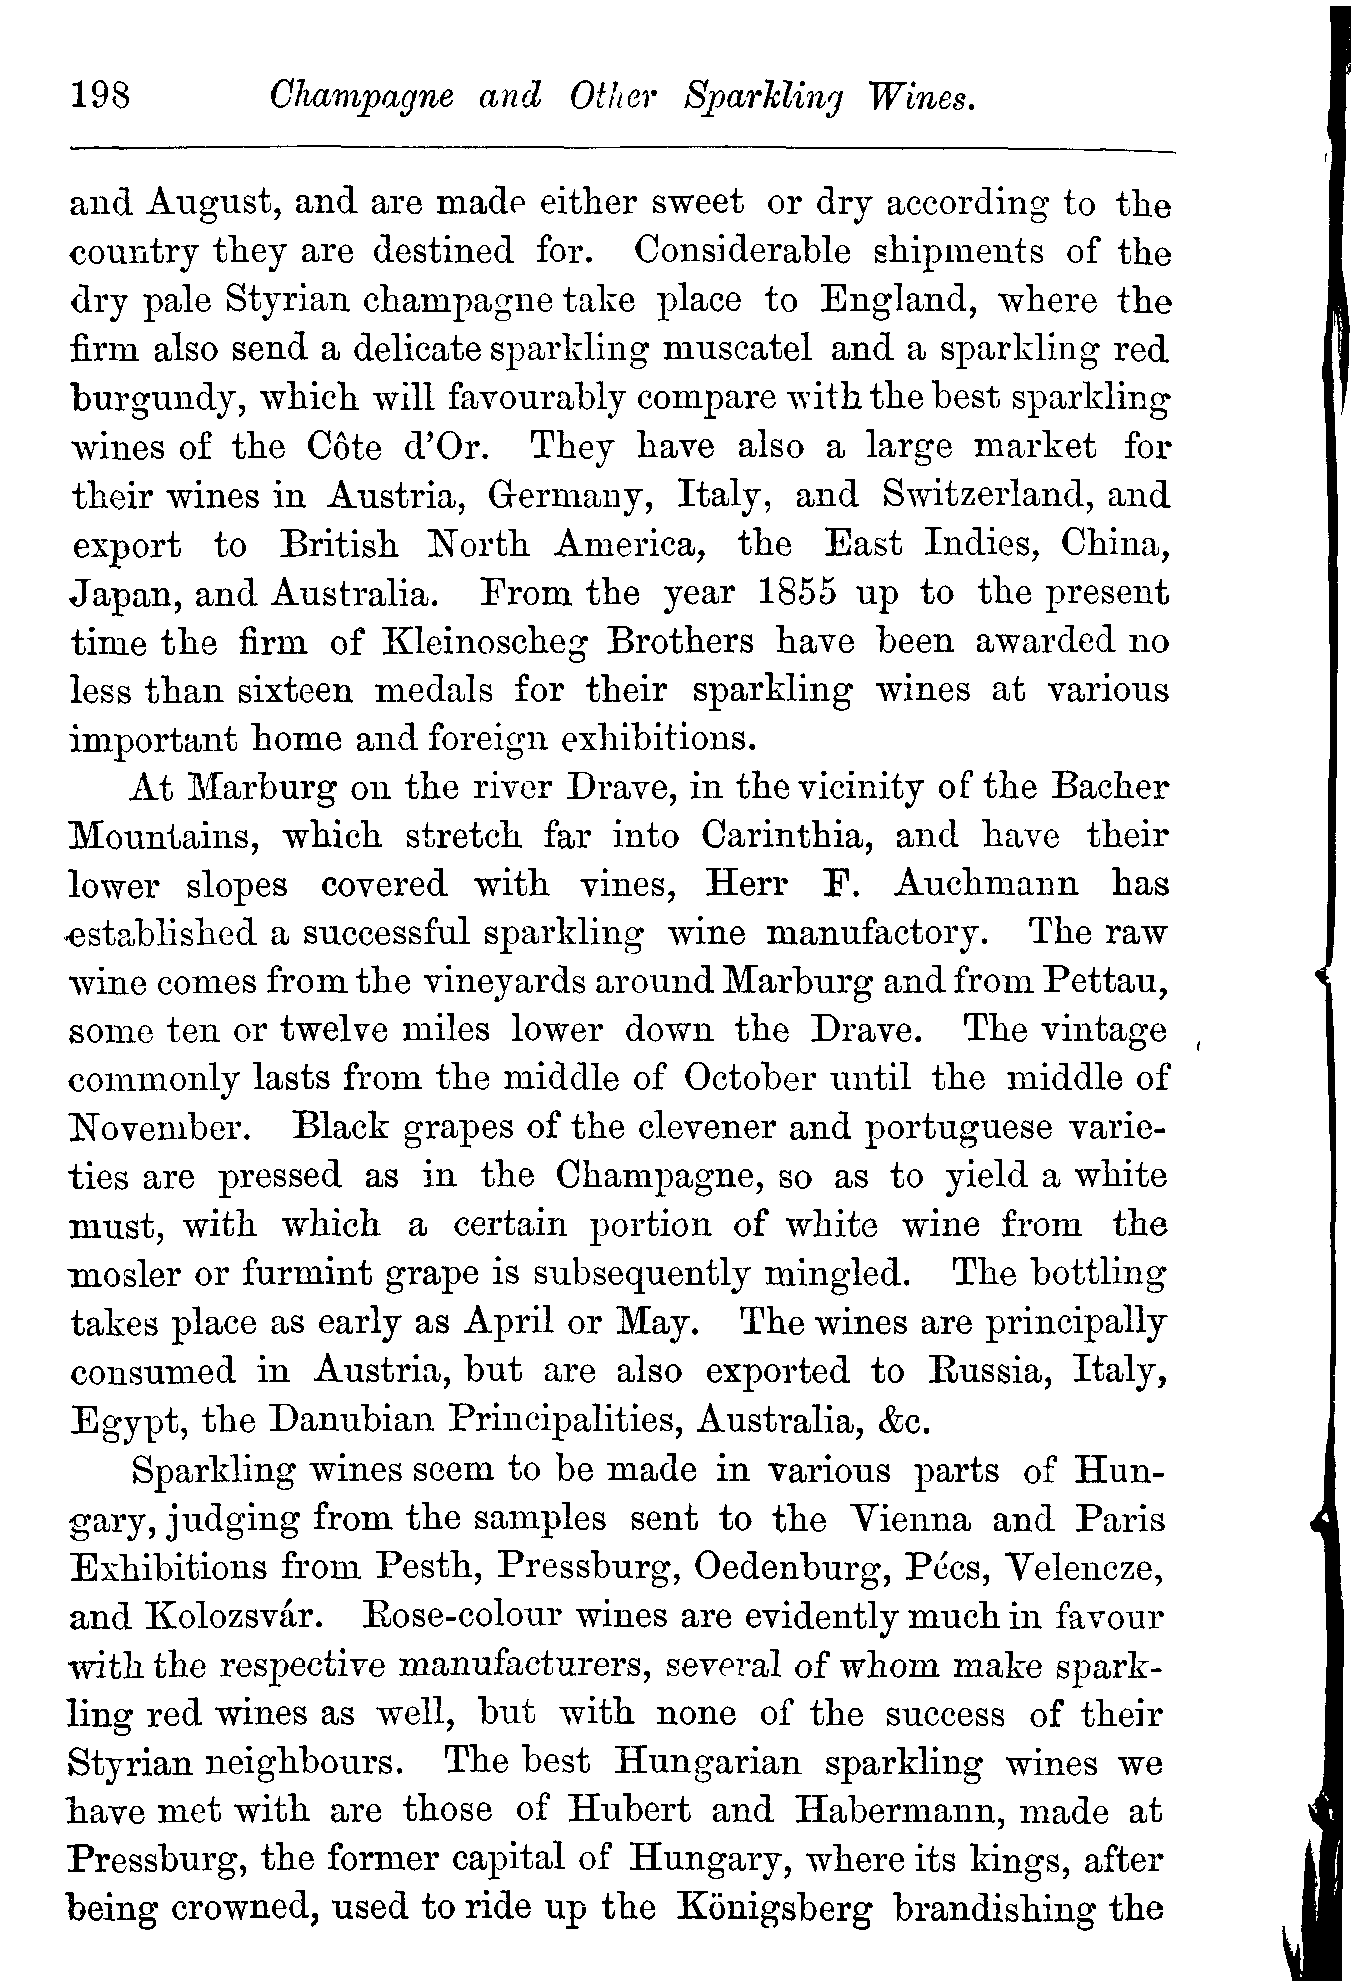 198 Champagne and Other Sparkling Wines.
and August, and are made either sweet or dry according to the
country they are destined for. Considerable shipments of the
dry pale Styrian champagne take place to England, where the
firm also send a delicate sparkling muscatel and a sparkling red
burgundy, which will favourably compare with the best sparkling
wines of the Côte d'Or. They have also a large market for
their wines in Austria, Germany, Italy, and Switzerland, and
export to British North America, the East Indies, China,
Japan, and Australia. From the year 1855 up to the present
time the firm of Kleinoscheg Brothers have been awarded no
less than sixteen medals for their sparkling wines at various
important home and foreign exhibitions.
At Marburg on the river Drave, in the vicinity of the Bacher
Mountains, which stretch far into Carinthia, and have their
lower slopes covered with vines, Herr F. Auchmann has
established a successful sparkling wine manufactory. The raw
wine comes from the vineyards around Marburg and from Pettau,
some ten or twelve miles lower down the Drave. The vintage
commonly lasts from the middle of October until the middle of
November. Black grapes of the clevener and portuguese varie-
ties are pressed as in the Champagne, so as to yield a white
must, with which a certain portion of white wine from the
mosler or furmint grape is subsequently mingled. The bottling
takes place as early as April or May. The wines are principally
consumed in Austria, but are also exported to Russia, Italy,
Egypt, the Danubian Principalities, Australia, &c.
Sparkling wines seem to be made in various parts of Hun-
gary, judging from the samples sent to the Vienna and Paris
Exhibitions from Pesth, Pressburg, Oedenburg, Pécs, Velencze,
and Kolozsvár. Rose-colour wines are evidently much in favour
with the respective manufacturers, several of whom make spark-
ling red wines as well, but with none of the success of their
Styrian neighbours. The best Hungarian sparkling wines we
have met with are those of Hubert and Habermann, made at
Pressburg, the former capital of Hungary, where its kings, after
being crowned, used to ride up the Königsberg brandishing the